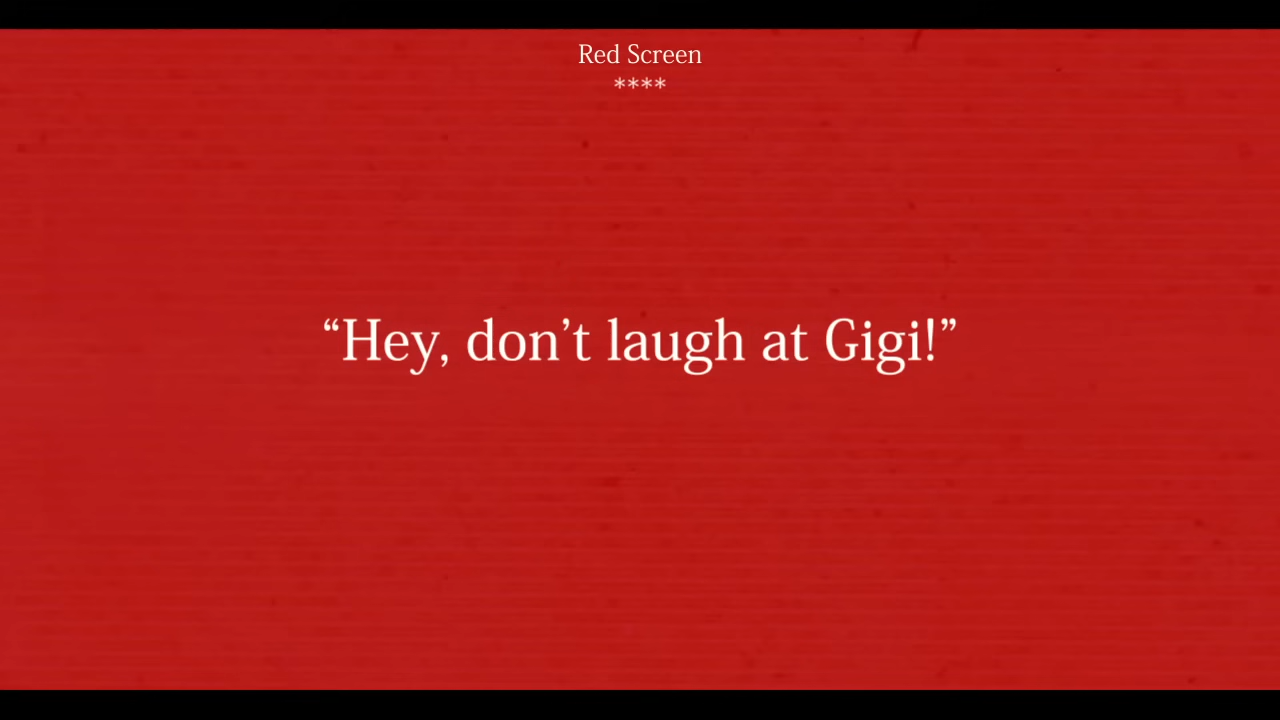 Red Screen
****
“Hey, don’t laugh at Gigi!”